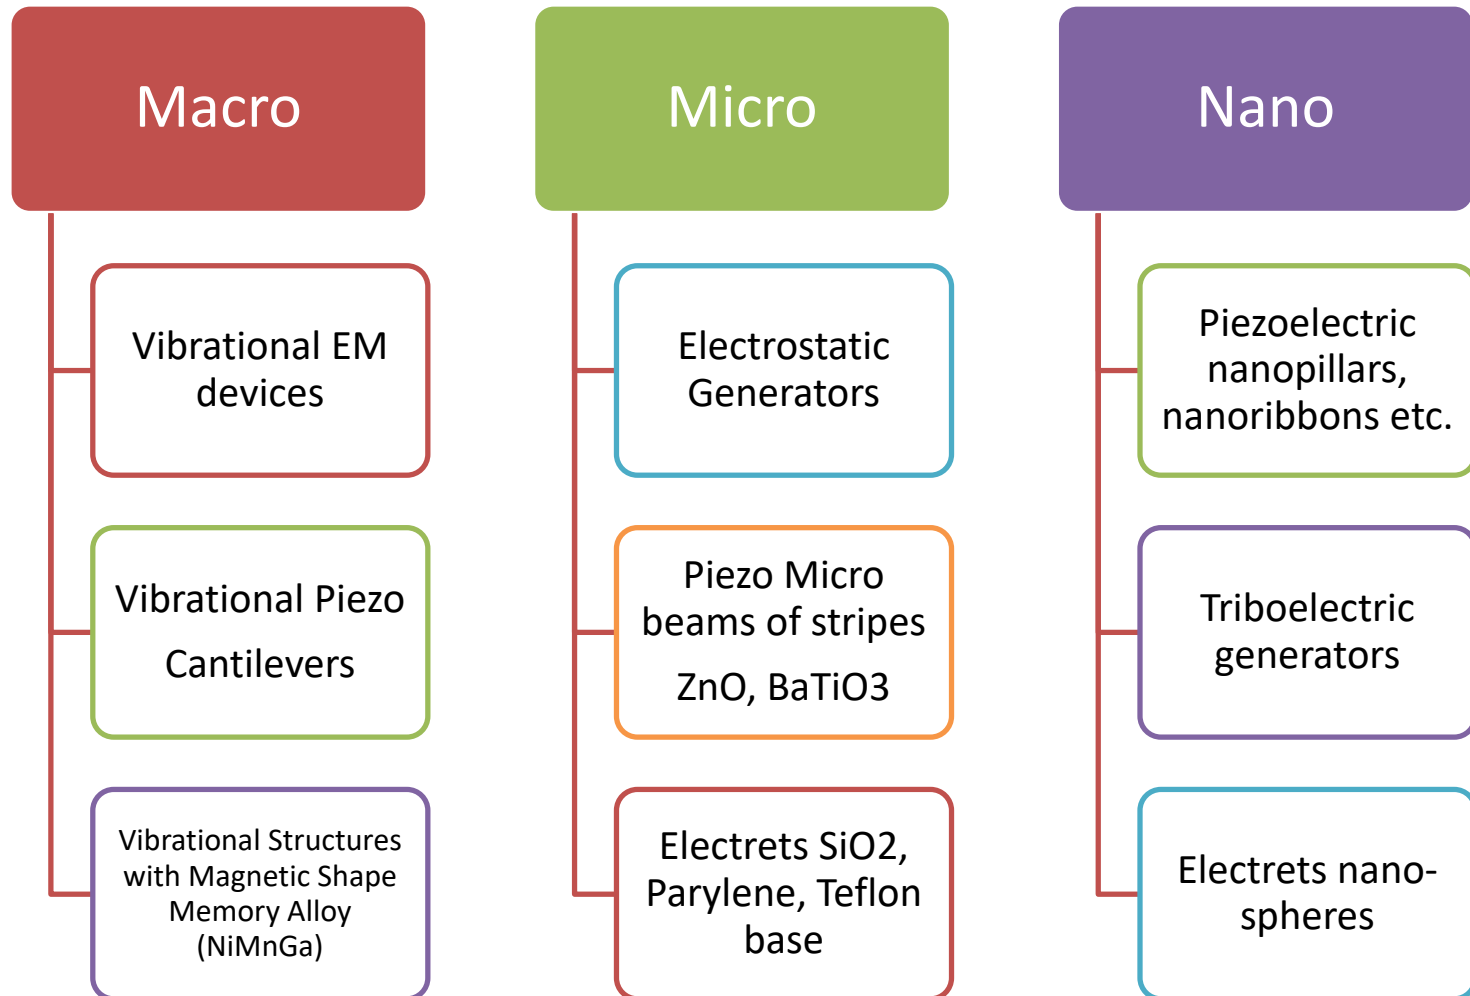 Macro
Vibrational EM
devices
Vibrational Piezo
Cantilevers
Vibrational Structures
with Magnetic Shape
Memory Alloy
(NiMnGa)
Micro
Electrostatic
Generators
Piezo Micro
beams of stripes
ZnO, BaTiO3
Electrets SiO2,
Parylene, Teflon
base
Nano
Piezoelectric
nanopillars,
nanoribbons etc.
Triboelectric
generators
Electrets nano-
spheres